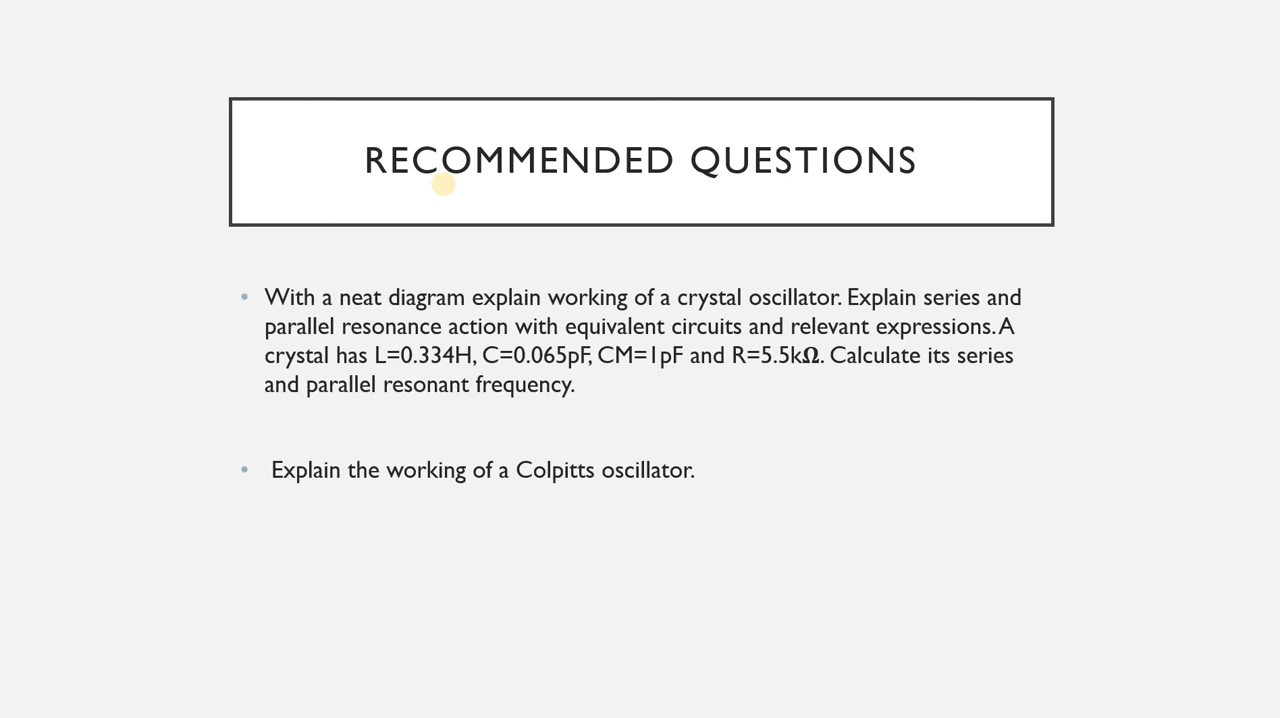 RECOMMENDED QUESTIONS
• With a neat diagram explain working of a crystal oscillator. Explain series and
parallel resonance action with equivalent circuits and relevant expressions. A
crystal has L=0.334H, C=0.065pF, CM=1pF and R=5.5kΩ. Calculate its series
and parallel resonant frequency.
• Explain the working of a Colpitts oscillator.